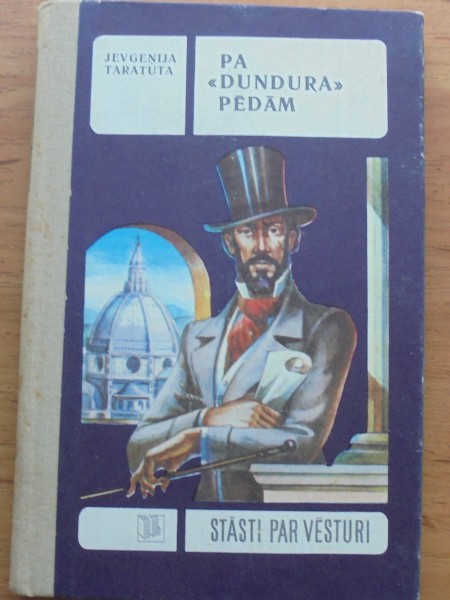 JEVGEŅIJA
TARATUTA
PA
«DUNDURA»
PĒDĀM
STĀSTI PAR VĒSTURI